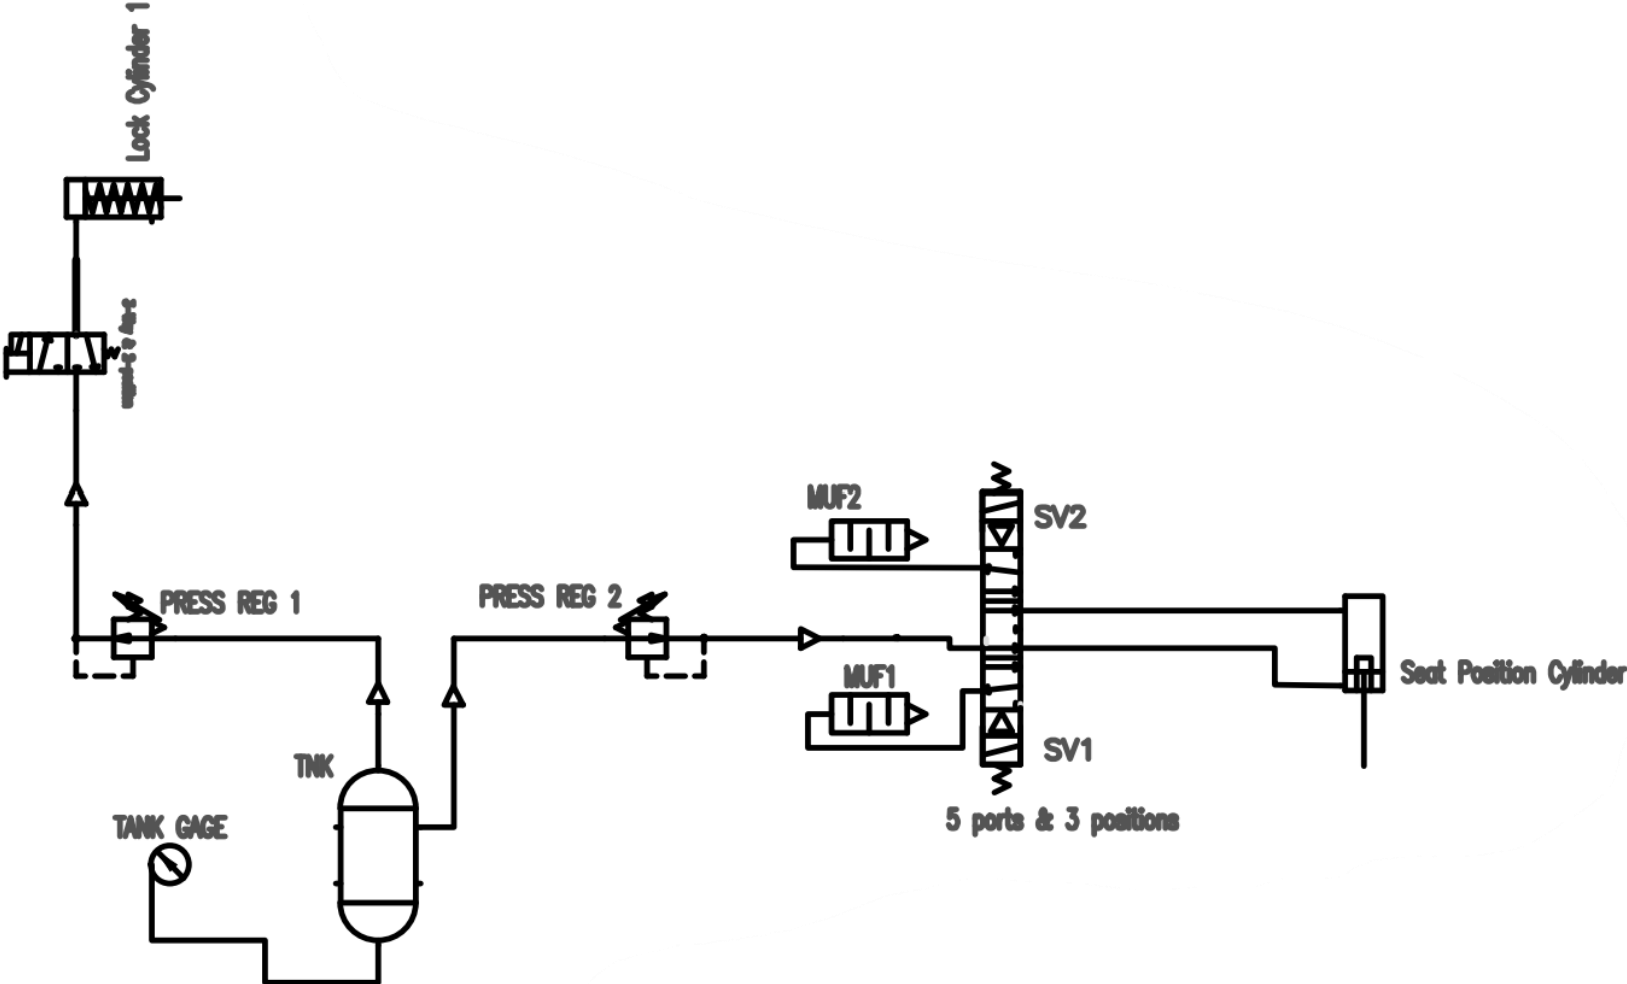 Lock Cylinder 1
MUF2
SV2
PRESS REG 1
PRESS REG 2
MUF1
Seat Position Cylinder
SV1
TNK
5 ports & 3 positions
TANK GAGE